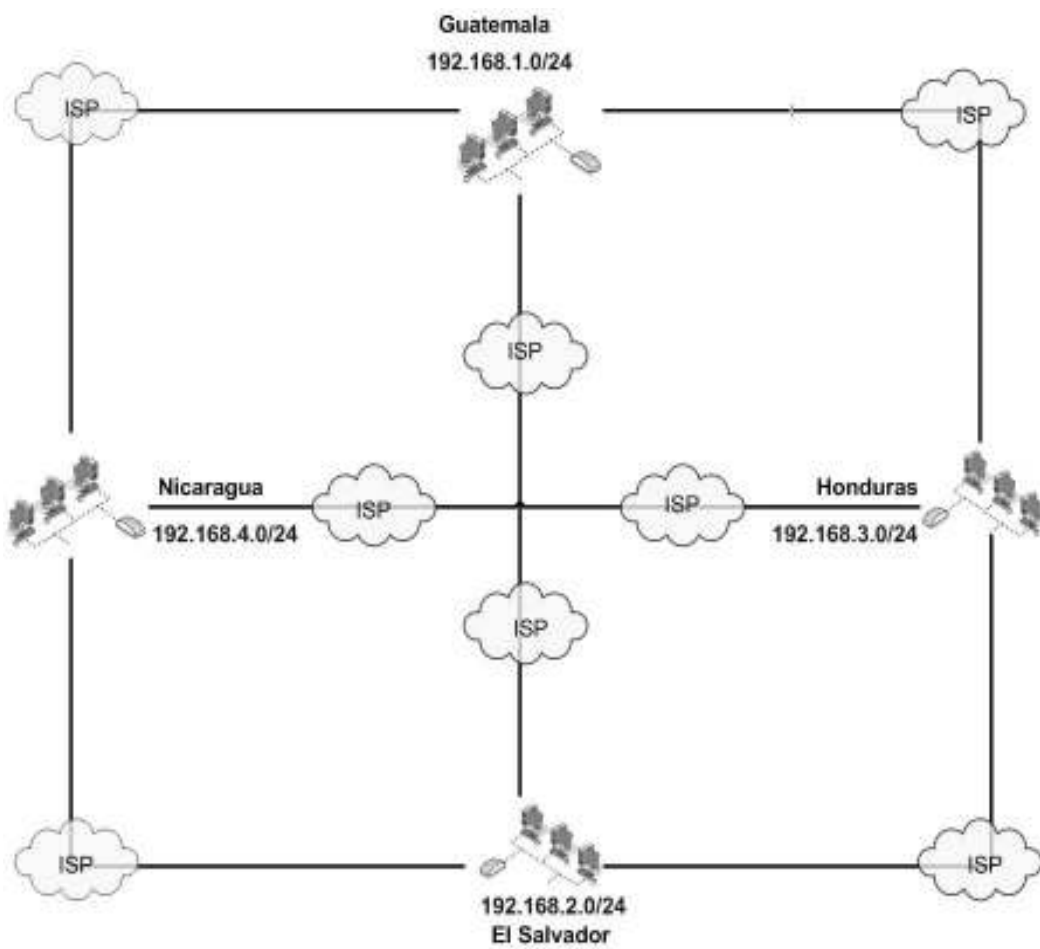 Guatemala
192.168.1.0/24
ISP
ISP
ISP
Nicaragua
192.168.4.0/24
ISP
ISP
Honduras
192.168.3.0/24
ISP
ISP
ISP
192.168.2.0/24
El Salvador